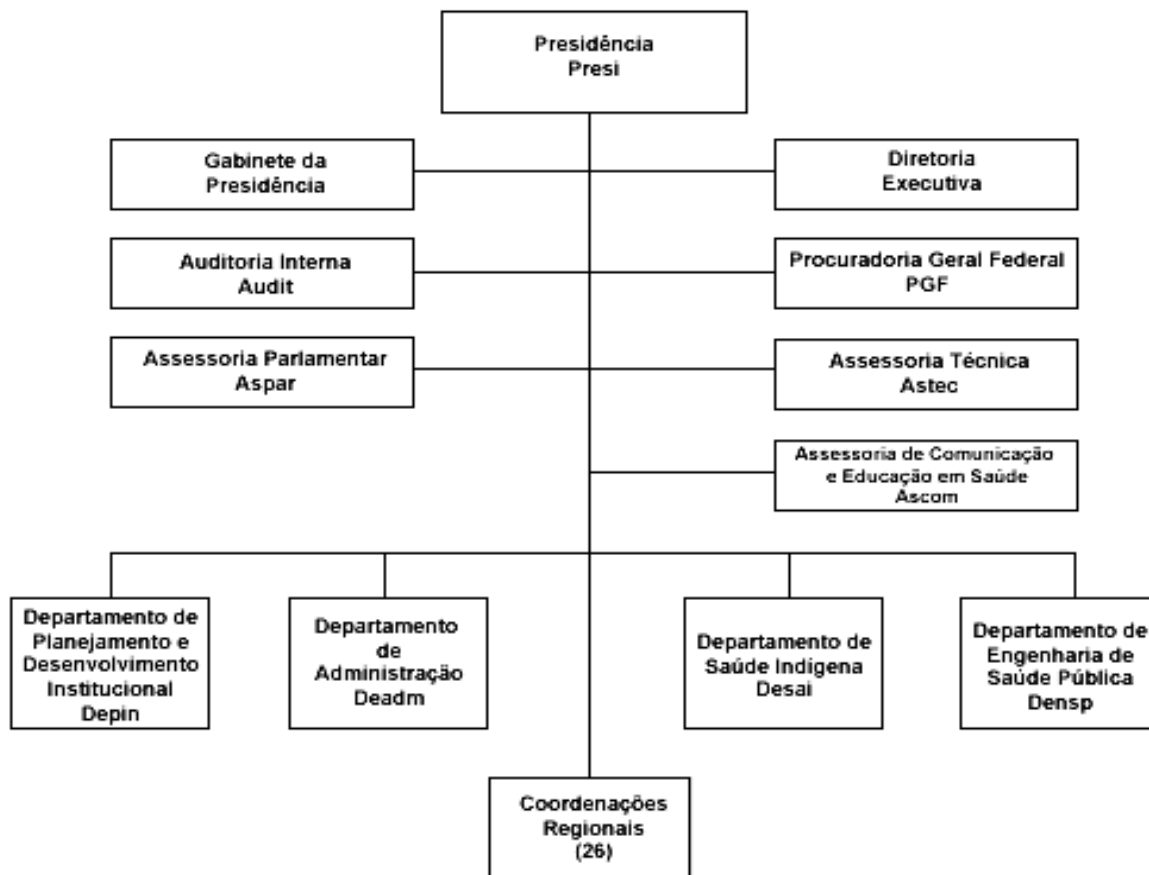 Presidência
Presi
Gabinete da
Presidência
Diretoria
Executiva
Auditoria Interna
Audit
Procuradoria Geral Federal
PGF
Assessoria Parlamentar
Aspar
Assessoria Técnica
Astec
Assessoria de Comunicação
e Educação em Saúde
Ascom
Departamento de
Planejamento e
Desenvolvimento
Institucional
Depin
Departamento
de
Administração
Deadm
Departamento de
Saúde Indígena
Desai
Departamento de
Engenharia de
Saúde Pública
Densp
Coordenações
Regionais
(26)